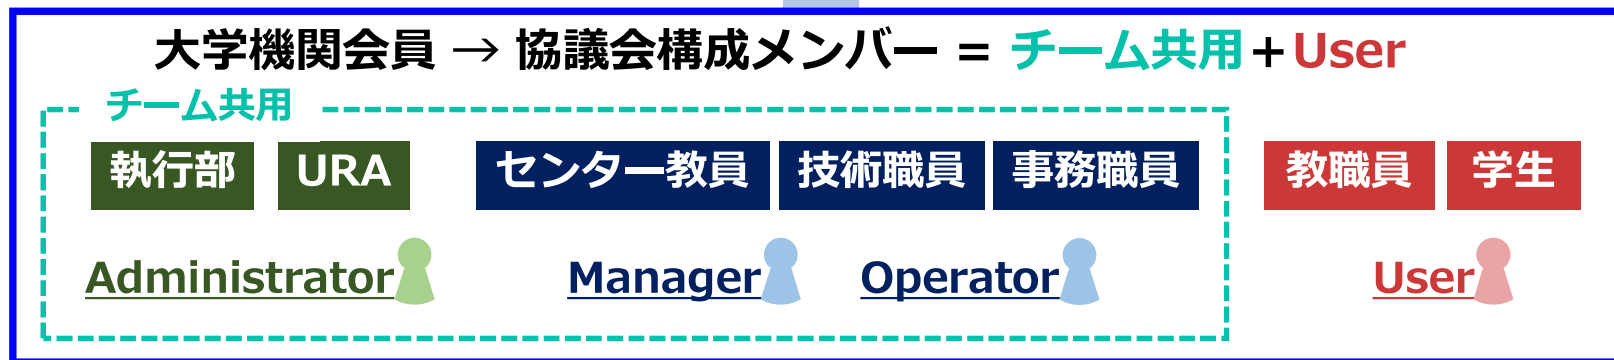 大学機関会員 → 協議会構成メンバー = チーム共用+User
チーム共用
執行部 URA センター教員 技術職員 事務職員 教職員 学生
Administrator Manager Operator User